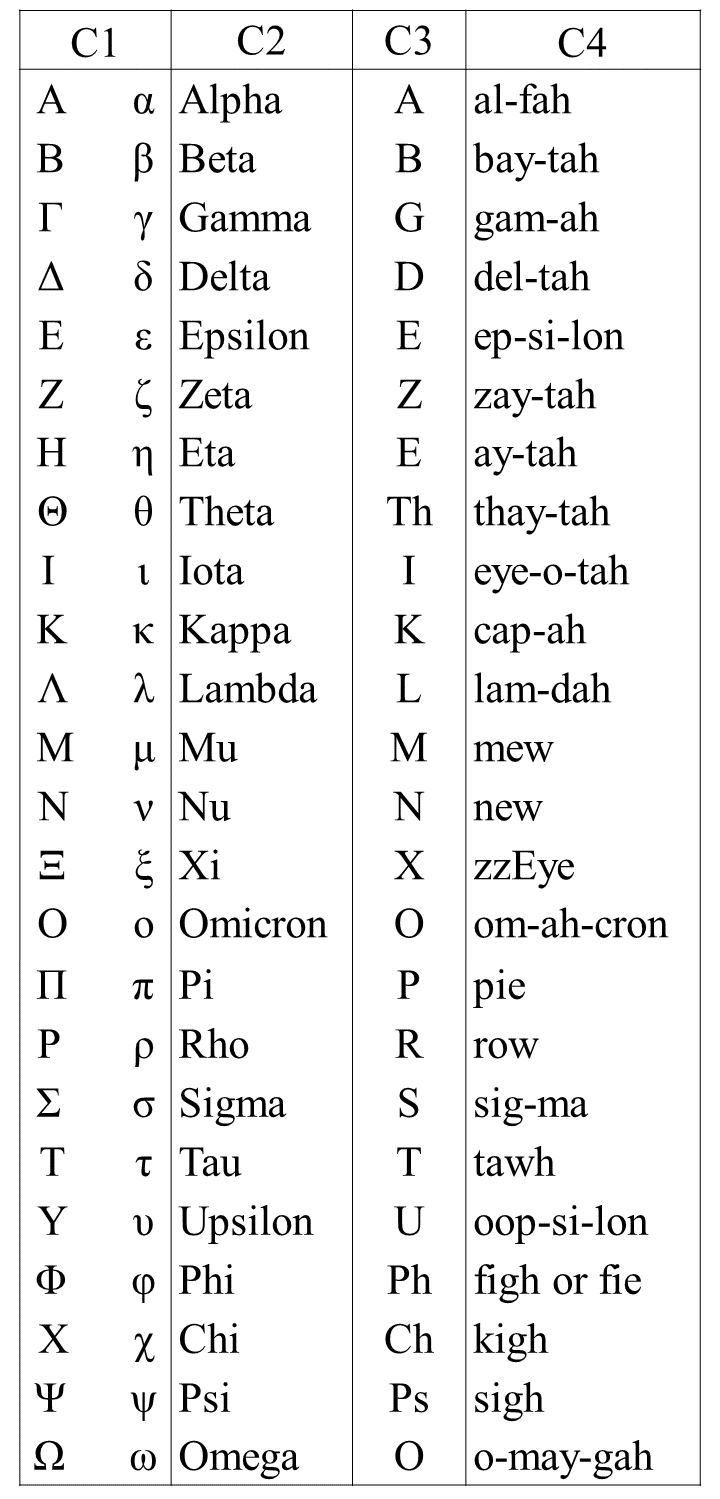 C1 C2 C3 C4
Α α Alpha A al-fah
Β β Beta B bay-tah
Γ γ Gamma G gam-ah
Δ δ Delta D del-tah
Ε ε Epsilon E ep-si-lon
Ζ ζ Zeta Z zay-tah
Η η Eta E ay-tah
Θ θ Theta Th thay-tah
Ι ι Iota I eye-o-tah
Κ κ Kappa K cap-ah
Λ λ Lambda L lam-dah
Μ μ Mu M mew
Ν ν Nu N new
Ξ ξ Xi X zzEye
Ο ο Omicron O om-ah-cron
Π π Pi P pie
Ρ ρ Rho R row
Σ σ Sigma S sig-ma
Τ τ Tau T tawh
Υ υ Upsilon U oop-si-lon
Φ φ Phi Ph figh or fie
Χ χ Chi Ch kigh
Ψ ψ Psi Ps sigh
Ω ω Omega O o-may-gah